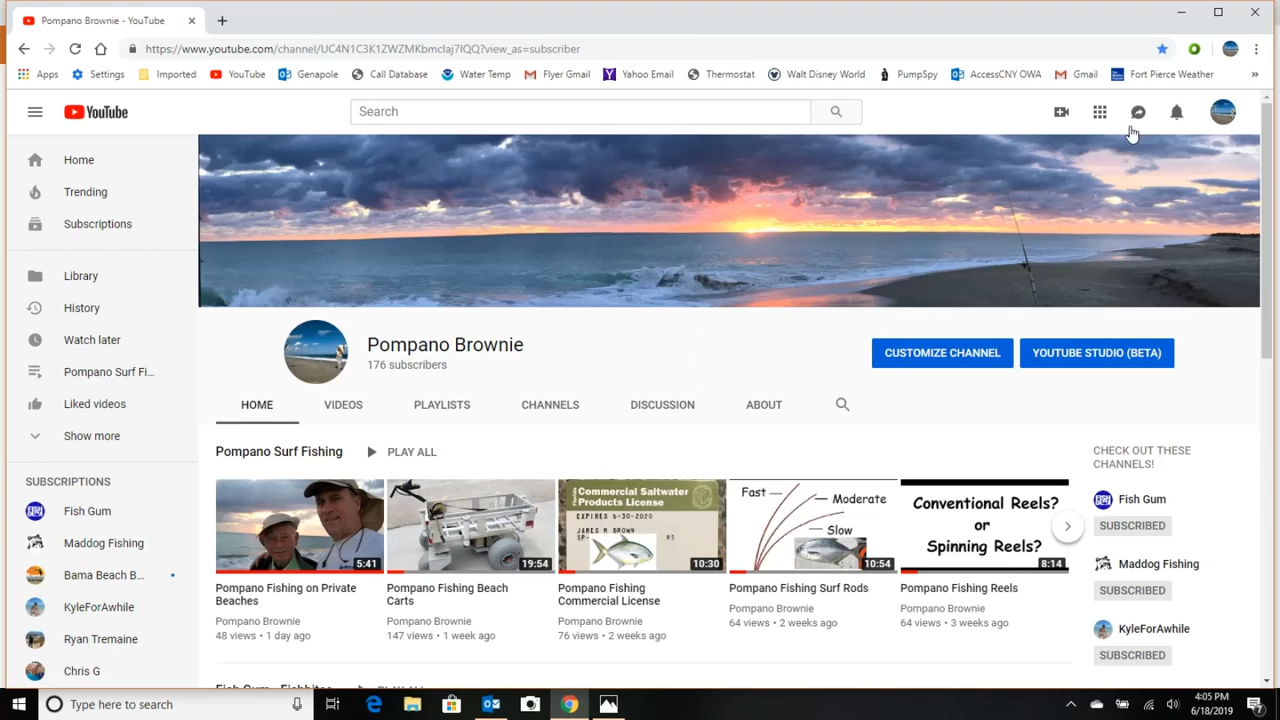 Pompano Brownie - YouTube
https://www.youtube.com/channel/UC4N1C3K1ZWZMKbmcIaj7IQQ?view_as=subscriber
Apps Settings Imported YouTube Genapole Call Database Water Temp Flyer Gmail Yahoo Email Thermostat Walt Disney World PumpSpy AccessCNY OWA Gmail Fort Pierce Weather »
YouTube
Search
Home
Trending
Subscriptions
Library
History
Watch later
Pompano Surf Fi...
Liked videos
Show more
SUBSCRIPTIONS
Fish Gum
Maddog Fishing
Bama Beach B...
KyleForAwhile
Ryan Tremaine
Chris G
Pompano Brownie
176 subscribers
CUSTOMIZE CHANNEL
YOUTUBE STUDIO (BETA)
HOME VIDEOS PLAYLISTS CHANNELS DISCUSSION ABOUT
Pompano Surf Fishing PLAY ALL
5:41
Pompano Fishing on Private
Beaches
Pompano Brownie
48 views • 1 day ago
19:54
Pompano Fishing Beach
Carts
Pompano Brownie
147 views • 1 week ago
Commercial Saltwater
Products License
EXPIRES 6-30-2020
JAMES M BROWN
SP-
RS
10:30
Pompano Fishing
Commercial License
Pompano Brownie
76 views • 2 weeks ago
Fast
Moderate
Slow
10:54
Pompano Fishing Surf Rods
Pompano Brownie
64 views • 2 weeks ago
Conventional Reels?
or
Spinning Reels?
8:14
Pompano Fishing Reels
Pompano Brownie
64 views • 3 weeks ago
CHECK OUT THESE
CHANNELS!
Fish Gum
SUBSCRIBED
Maddog Fishing
SUBSCRIBED
KyleForAwhile
SUBSCRIBED
Fish Gum - Fishbites PLAY ALL
Type here to search
4:05 PM
6/18/2019
7